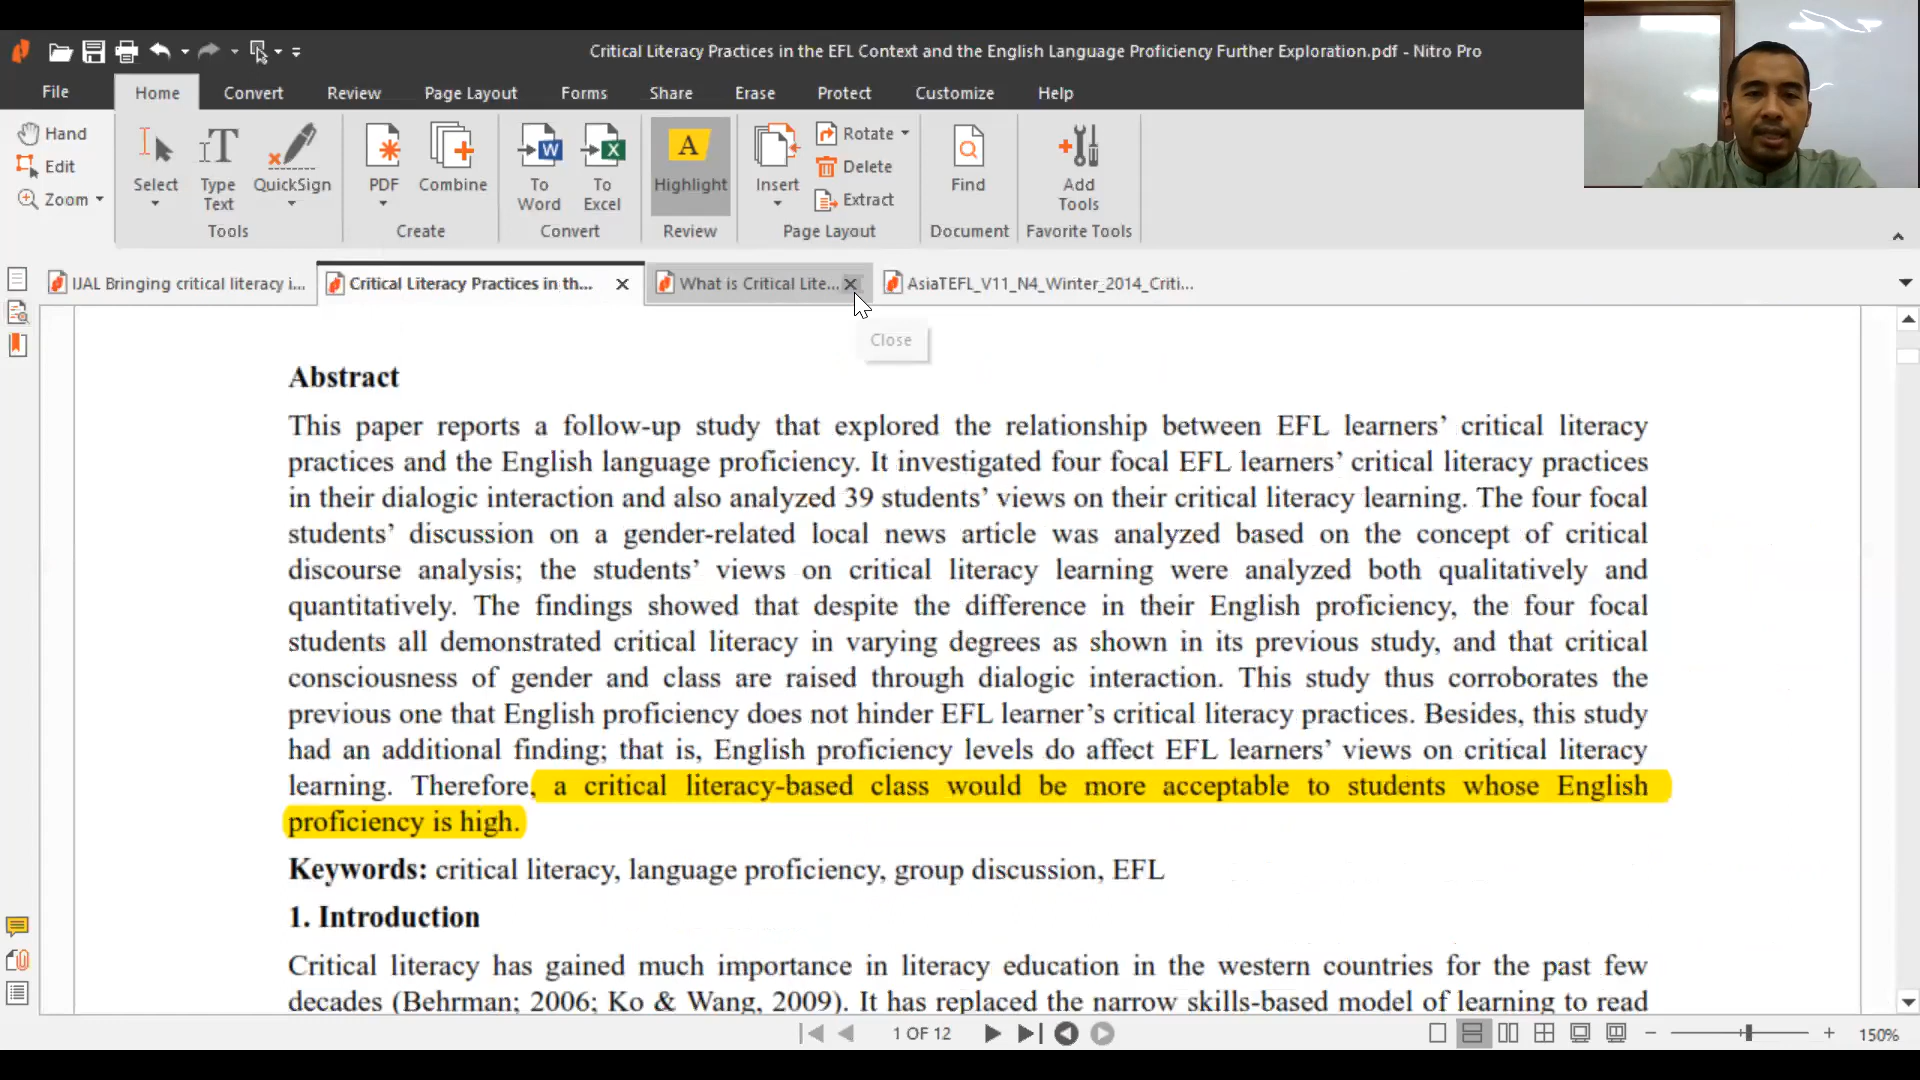 Critical Literacy Practices in the EFL Context and the English Language Proficiency Further Exploration.pdf - Nitro Pro
File Home Convert Review Page Layout Forms Share Erase Protect Customize Help
Hand
Edit
Zoom
Select
Type Text
QuickSign
Tools
PDF
Combine
Create
To Word
To Excel
Convert
A
Highlight
Review
Insert
Rotate
Delete
Extract
Page Layout
Find
Document
Add Tools
Favorite Tools
IJAL Bringing critical literacy i...
Critical Literacy Practices in th...
What is Critical Lite...
AsiaTEFL_V11_N4_Winter_2014_Criti...
Close
Abstract
This paper reports a follow-up study that explored the relationship between EFL learners’ critical literacy
practices and the English language proficiency. It investigated four focal EFL learners’ critical literacy practices
in their dialogic interaction and also analyzed 39 students’ views on their critical literacy learning. The four focal
students’ discussion on a gender-related local news article was analyzed based on the concept of critical
discourse analysis; the students’ views on critical literacy learning were analyzed both qualitatively and
quantitatively. The findings showed that despite the difference in their English proficiency, the four focal
students all demonstrated critical literacy in varying degrees as shown in its previous study, and that critical
consciousness of gender and class are raised through dialogic interaction. This study thus corroborates the
previous one that English proficiency does not hinder EFL learner’s critical literacy practices. Besides, this study
had an additional finding; that is, English proficiency levels do affect EFL learners’ views on critical literacy
learning. Therefore, a critical literacy-based class would be more acceptable to students whose English
proficiency is high.
Keywords: critical literacy, language proficiency, group discussion, EFL
1. Introduction
Critical literacy has gained much importance in literacy education in the western countries for the past few
decades (Behrman; 2006; Ko & Wang, 2009). It has replaced the narrow skills-based model of learning to read
1 OF 12
150%